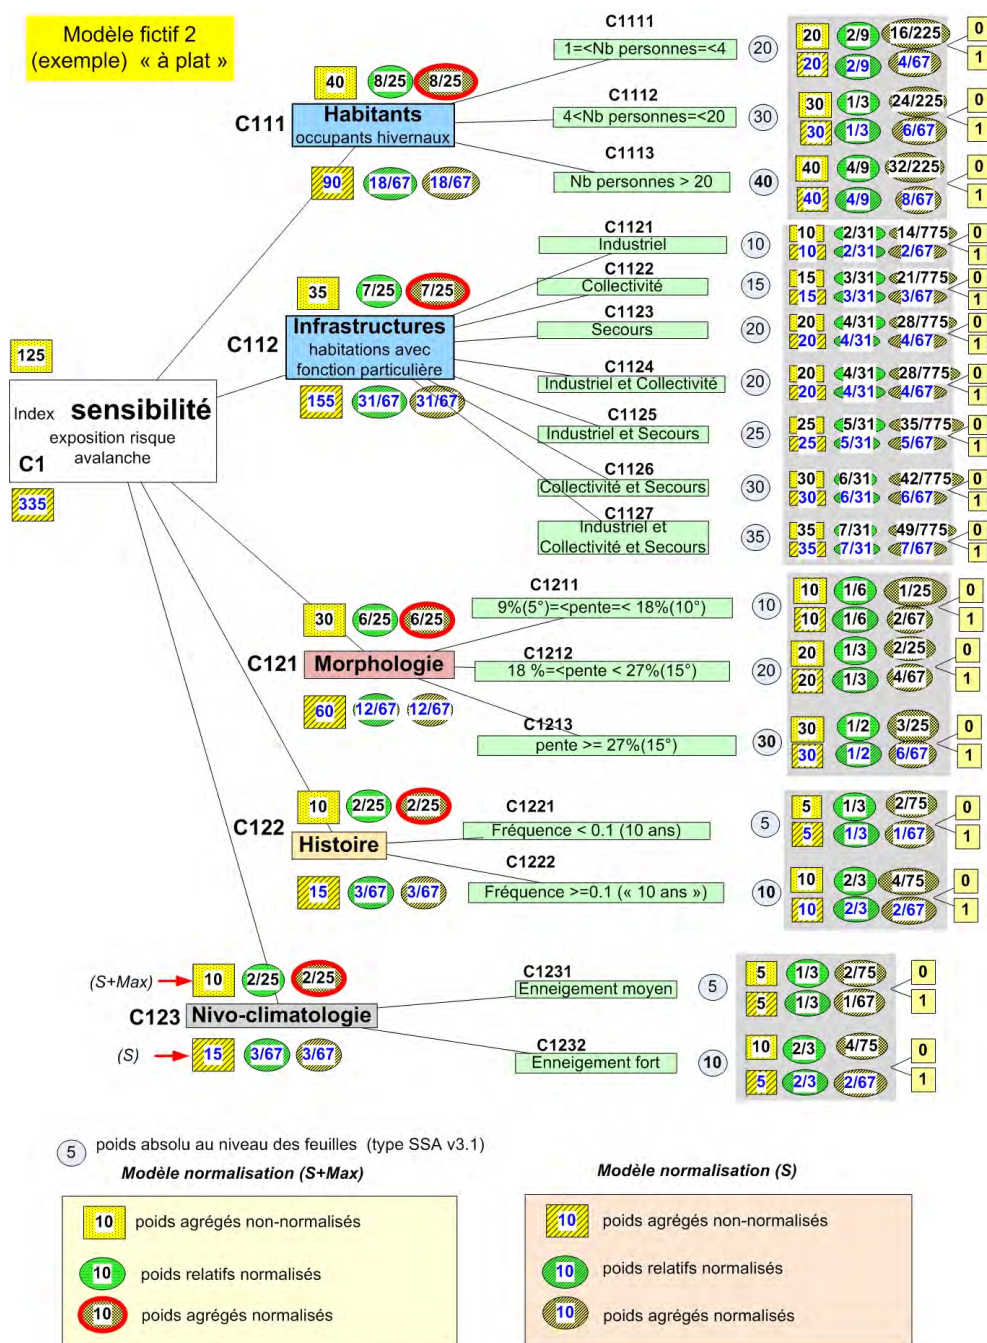 Modèle fictif 2
(exemple) « à plat »
C111
40
8/25
8/25
Habitants
occupants hivernaux
90
18/67
18/67
C1111
1=<Nb personnes=<4
20
20
2/9
16/225
0
20
2/9
4/67
1
C1112
4<Nb personnes=<20
30
30
1/3
24/225
0
30
1/3
6/67
1
C1113
Nb personnes > 20
40
40
4/9
32/225
0
40
4/9
8/67
1
C112
35
7/25
7/25
Infrastructures
habitations avec
fonction particulière
155
31/67
31/67
C1121
Industriel
10
10
2/31
14/775
0
10
2/31
2/67
1
C1122
Collectivité
15
15
3/31
21/775
0
15
3/31
3/67
1
C1123
Secours
20
20
4/31
28/775
0
20
4/31
4/67
1
C1124
Industriel et Collectivité
20
20
4/31
28/775
0
20
4/31
4/67
1
C1125
Industriel et Secours
25
25
5/31
35/775
0
25
5/31
5/67
1
C1126
Collectivité et Secours
30
30
6/31
42/775
0
30
6/31
6/67
1
C1127
Industriel et
Collectivité et Secours
35
35
7/31
49/775
0
35
7/31
7/67
1
125
Index sensibilité
exposition risque
avalanche
C1
335
C121
30
6/25
6/25
Morphologie
60
12/67
12/67
C1211
9%(5°)=<pente=< 18%(10°)
10
10
1/6
1/25
0
10
1/6
2/67
1
C1212
18 %=<pente < 27%(15°)
20
20
1/3
2/25
0
20
1/3
4/67
1
C1213
pente >= 27%(15°)
30
30
1/2
3/25
0
30
1/2
6/67
1
C122
10
2/25
2/25
Histoire
15
3/67
3/67
C1221
Fréquence < 0.1 (10 ans)
5
5
1/3
2/75
0
5
1/3
1/67
1
C1222
Fréquence >=0.1 (« 10 ans »)
10
10
2/3
4/75
0
10
2/3
2/67
1
(S+Max)
10
2/25
2/25
C123
Nivo-climatologie
(S)
15
3/67
3/67
C1231
Enneigement moyen
5
5
1/3
2/75
0
5
1/3
1/67
1
C1232
Enneigement fort
10
10
2/3
4/75
0
5
2/3
2/67
1
5
poids absolu au niveau des feuilles (type SSA v3.1)
Modèle normalisation (S+Max)
10
poids agrégés non-normalisés
10
poids relatifs normalisés
10
poids agrégés normalisés
Modèle normalisation (S)
10
poids agrégés non-normalisés
10
poids relatifs normalisés
10
poids agrégés normalisés